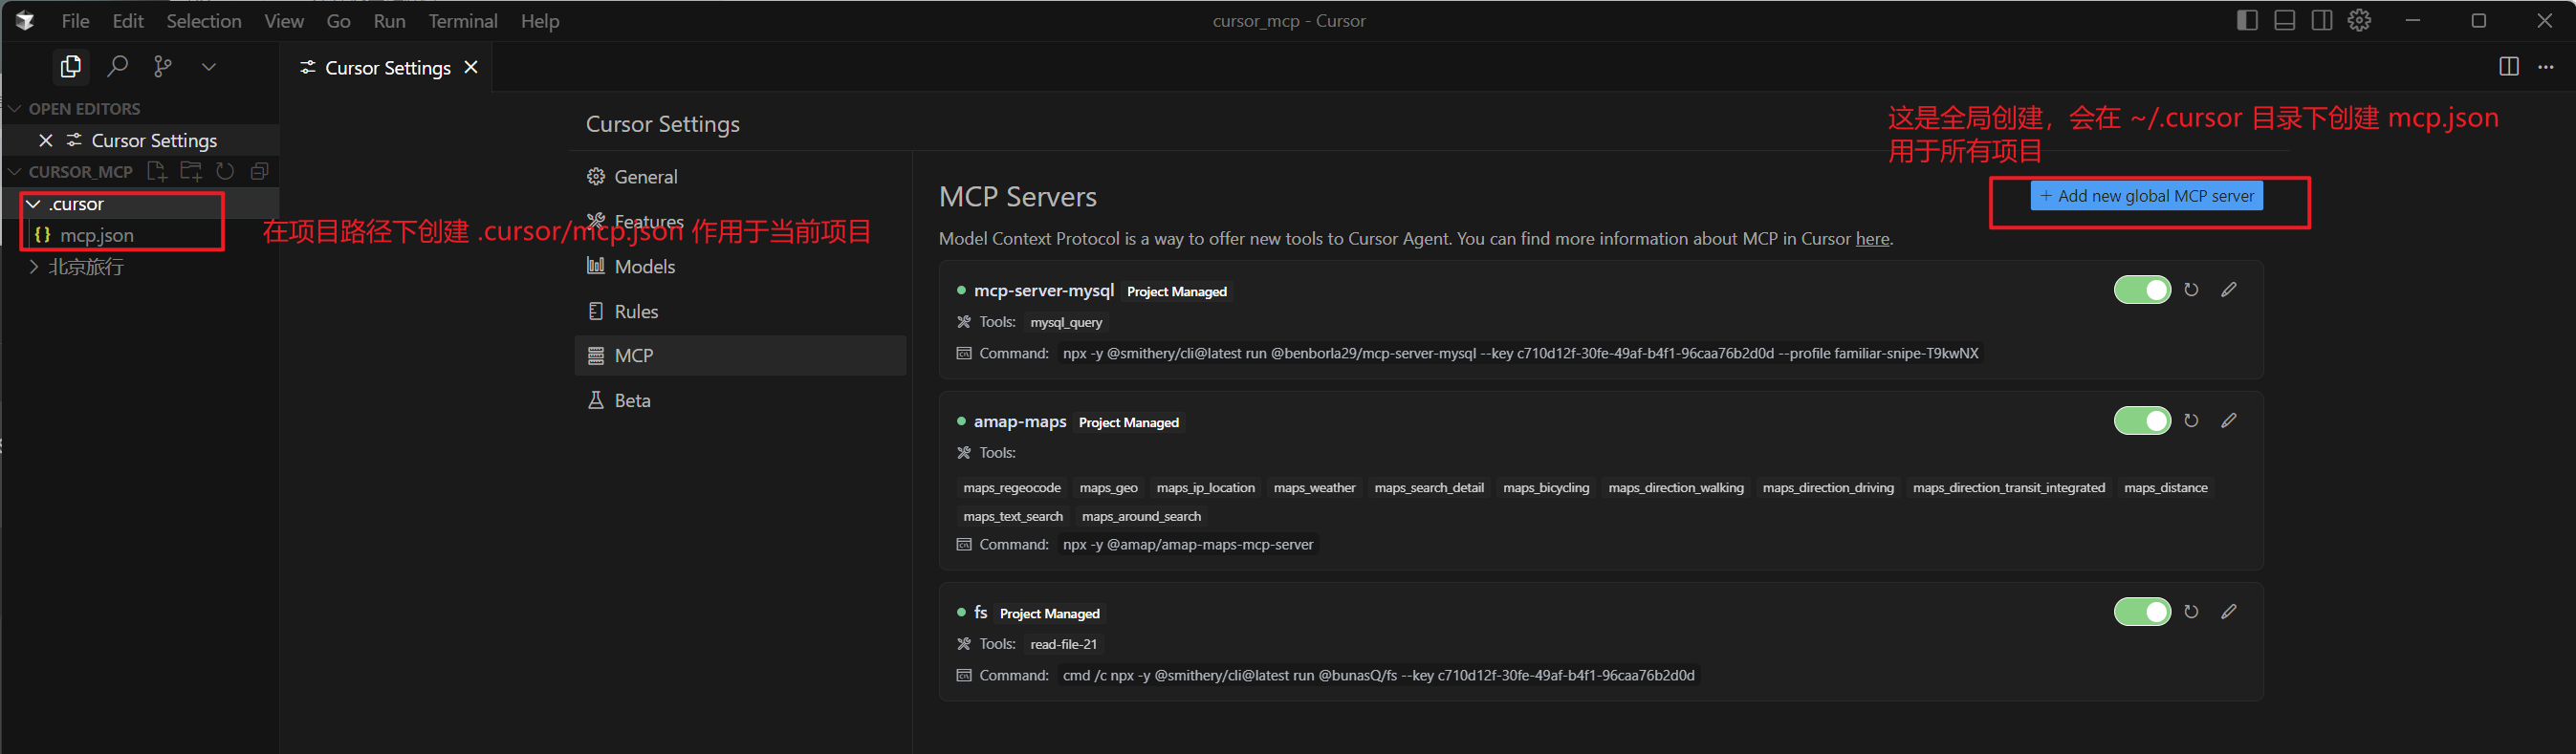 File Edit Selection View Go Run Terminal Help
cursor_mcp - Cursor
Cursor Settings
OPEN EDITORS
Cursor Settings
CURSOR_MCP
.cursor
mcp.json
北京旅行
在项目路径下创建 .cursor/mcp.json 作用于当前项目
Cursor Settings
General
Features
Models
Rules
MCP
Beta
这是全局创建，会在 ~/.cursor 目录下创建 mcp.json
用于所有项目
MCP Servers
+ Add new global MCP server
Model Context Protocol is a way to offer new tools to Cursor Agent. You can find more information about MCP in Cursor here.
mcp-server-mysql Project Managed
Tools: mysql_query
Command: npx -y @smithery/cli@latest run @benborla29/mcp-server-mysql --key c710d12f-30fe-49af-b4f1-96caa76b2d0d --profile familiar-snipe-T9kwNX
amap-maps Project Managed
Tools:
maps_regeocode maps_geo maps_ip_location maps_weather maps_search_detail maps_bicycling maps_direction_walking maps_direction_driving maps_direction_transit_integrated maps_distance
maps_text_search maps_around_search
Command: npx -y @amap/amap-maps-mcp-server
fs Project Managed
Tools: read-file-21
Command: cmd /c npx -y @smithery/cli@latest run @bunasQ/fs --key c710d12f-30fe-49af-b4f1-96caa76b2d0d